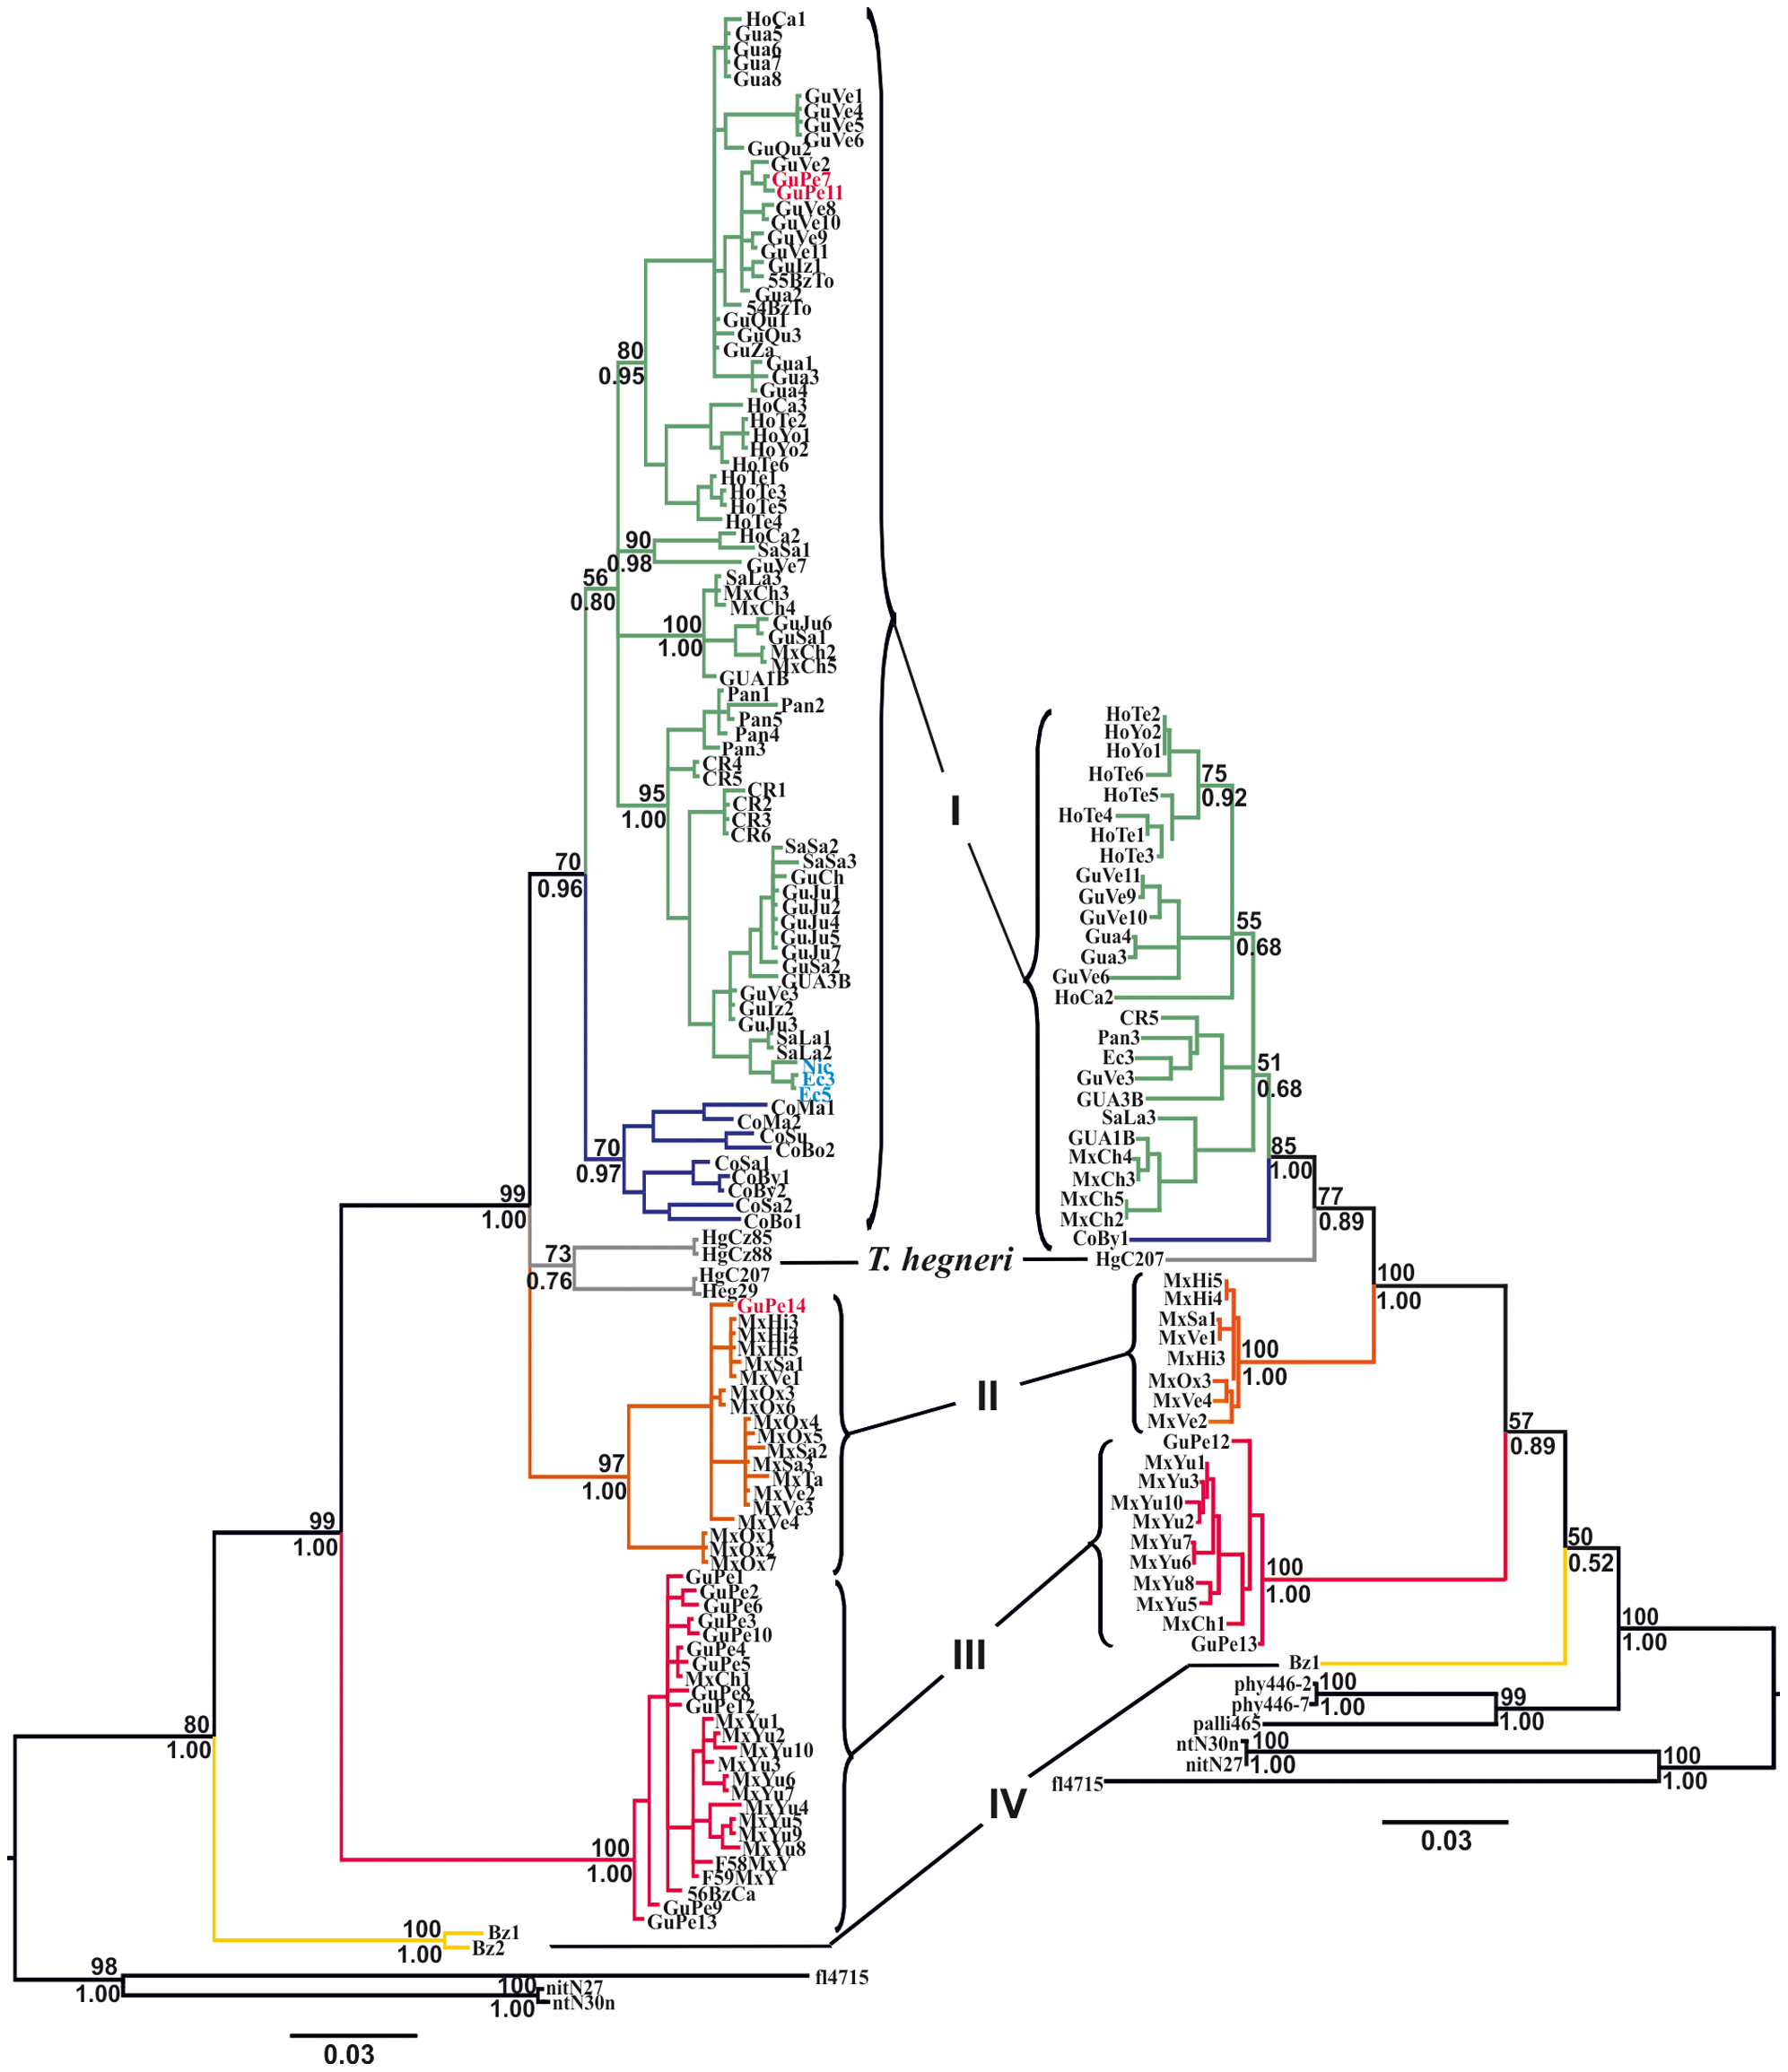 HoCa1
Gua5
Gua6
Gua7
Gua8
GuVe1
GuVe4
GuVe5
GuVe6
GuQu2
GuVe2
GuPe7
GuPe11
GuVe8
GuVe10
GuVe9
GuVe11
GuIz1
55BzTo
Gua2
54BzTo
GuQu1
GuQu3
GuZa
Gua1
Gua3
Gua4
80
0.95
HoCa3
HoTe2
HoYo1
HoYo2
HoTe6
HoTe1
HoTe3
HoTe5
HoTe4
HoCa2
SaSa1
GuVe7
90
0.98
56
0.80
SaLa3
MxCh3
MxCh4
GuJu6
GuSa1
MxCh2
MxCh5
GUA1B
100
1.00
Pan1
Pan2
Pan5
Pan4
Pan3
CR4
CR5
CR1
CR2
CR3
CR6
95
1.00
SaSa2
SaSa3
GuCh
GuJu1
GuJu2
GuJu4
GuJu5
GuJu7
GuSa2
GUA3B
GuVe3
GuIz2
GuJu3
SaLa1
SaLa2
Nic
Ec3
Ec5
70
0.96
CoMa1
CoMa2
CoSu
CoBo2
CoSa1
CoBy1
CoBy2
CoSa2
CoBo1
70
0.97
99
1.00
HgCz85
HgCz88
HgC207
Heg29
73
0.76
GuPe14
MxHi3
MxHi4
MxHi5
MxSa1
MxVe1
MxOx3
MxOx6
MxOx4
MxOx5
MxSa2
MxSa3
MxTa
MxVe2
MxVe3
MxVe4
MxOx1
MxOx2
MxOx7
97
1.00
99
1.00
GuPe1
GuPe2
GuPe6
GuPe3
GuPe10
GuPe4
GuPe5
MxCh1
GuPe8
GuPe12
MxYu1
MxYu2
MxYu10
MxYu3
MxYu6
MxYu7
MxYu4
MxYu5
MxYu9
MxYu8
F58MxY
F59MxY
56BzCa
GuPe9
GuPe13
100
1.00
80
1.00
Bz1
Bz2
100
1.00
98
1.00
fl4715
nitN27
ntN30n
100
1.00
0.03
I
T. hegneri
II
III
IV
HoTe2
HoYo2
HoYo1
HoTe6
HoTe5
HoTe4
HoTe1
HoTe3
75
0.92
GuVe11
GuVe9
GuVe10
Gua4
Gua3
GuVe6
HoCa2
55
0.68
CR5
Pan3
Ec3
GuVe3
GUA3B
51
0.68
SaLa3
GUA1B
MxCh4
MxCh3
MxCh5
MxCh2
CoBy1
85
1.00
HgC207
77
0.89
MxHi5
MxHi4
MxSa1
MxVe1
MxHi3
MxOx3
MxVe4
MxVe2
100
1.00
100
1.00
GuPe12
MxYu1
MxYu3
MxYu10
MxYu2
MxYu7
MxYu6
MxYu8
MxYu5
MxCh1
GuPe13
100
1.00
57
0.89
Bz1
50
0.52
phy446-2
phy446-7
100
1.00
palli465
99
1.00
100
1.00
ntN30n
nitN27
100
1.00
fl4715
100
1.00
0.03